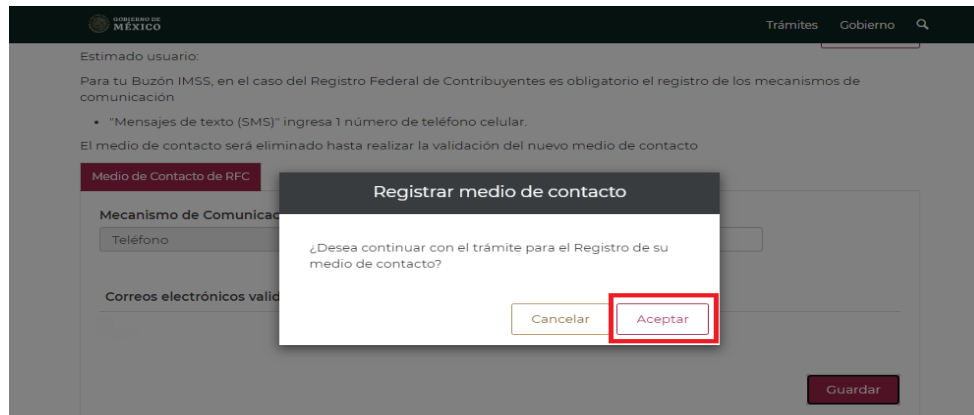 GOBIERNO DE
MÉXICO
Trámites Gobierno
Estimado usuario:
Para tu Buzón IMSS, en el caso del Registro Federal de Contribuyentes es obligatorio el registro de los mecanismos de
comunicación
• "Mensajes de texto (SMS)" ingresa 1 número de teléfono celular.
El medio de contacto será eliminado hasta realizar la validación del nuevo medio de contacto
Medio de Contacto de RFC
Registrar medio de contacto
Mecanismo de Comunicac
Teléfono
¿Desea continuar con el trámite para el Registro de su
medio de contacto?
Correos electrónicos valid
Cancelar Aceptar
Guardar